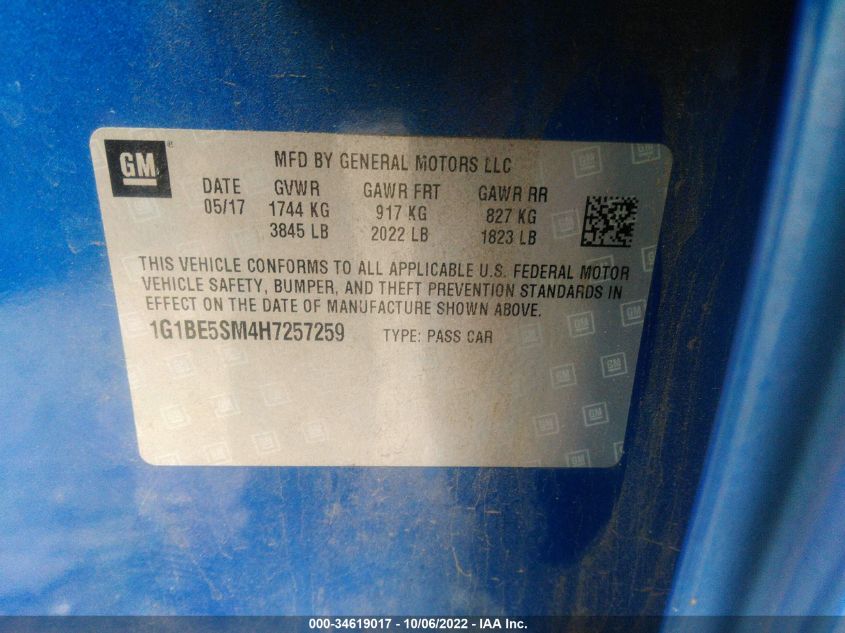 GM
MFD BY GENERAL MOTORS LLC
DATE GVWR GAWR FRT GAWR RR
05/17 1744 KG 917 KG 827 KG
3845 LB 2022 LB 1823 LB
THIS VEHICLE CONFORMS TO ALL APPLICABLE U.S. FEDERAL MOTOR
VEHICLE SAFETY, BUMPER, AND THEFT PREVENTION STANDARDS IN
EFFECT ON THE DATE OF MANUFACTURE SHOWN ABOVE.
1G1BE5SM4H7257259 TYPE: PASS CAR
000-34619017 - 10/06/2022 - IAA Inc.